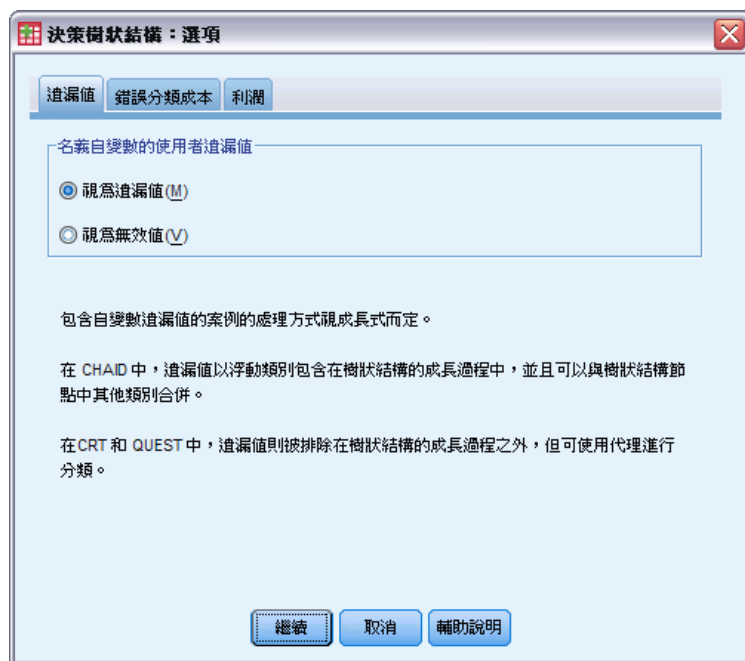 決策樹狀結構：選項
遺漏值 錯誤分類成本 利潤
名義自變數的使用者遺漏值
視為遺漏值(M)
視為無效值(V)
包含自變數遺漏值的案例的處理方式視成長式而定。
在 CHAID 中，遺漏值以浮動類別包含在樹狀結構的成長過程中，並且可以與樹狀結構節
點中其他類別合併。
在CRT 和 QUEST 中，遺漏值則被排除在樹狀結構的成長過程之外，但可使用代理進行
分類。
繼續 取消 輔助說明